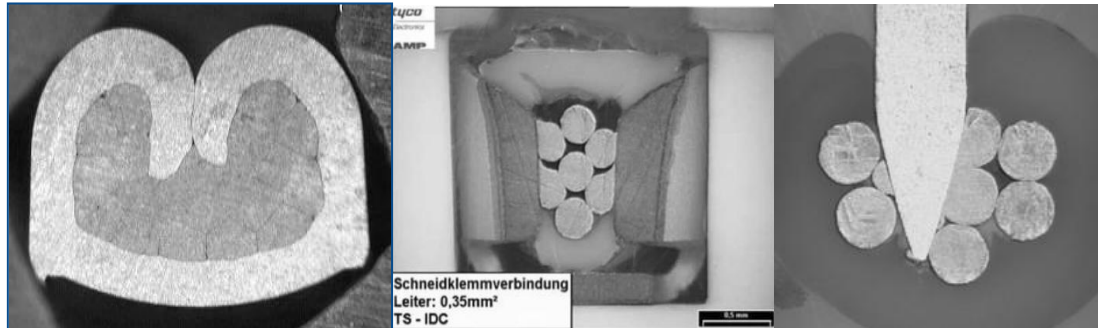 tyco
Electronics
AMP
Schneidklemmverbindung
Leiter: 0,35mm²
TS - IDC
0.5 mm